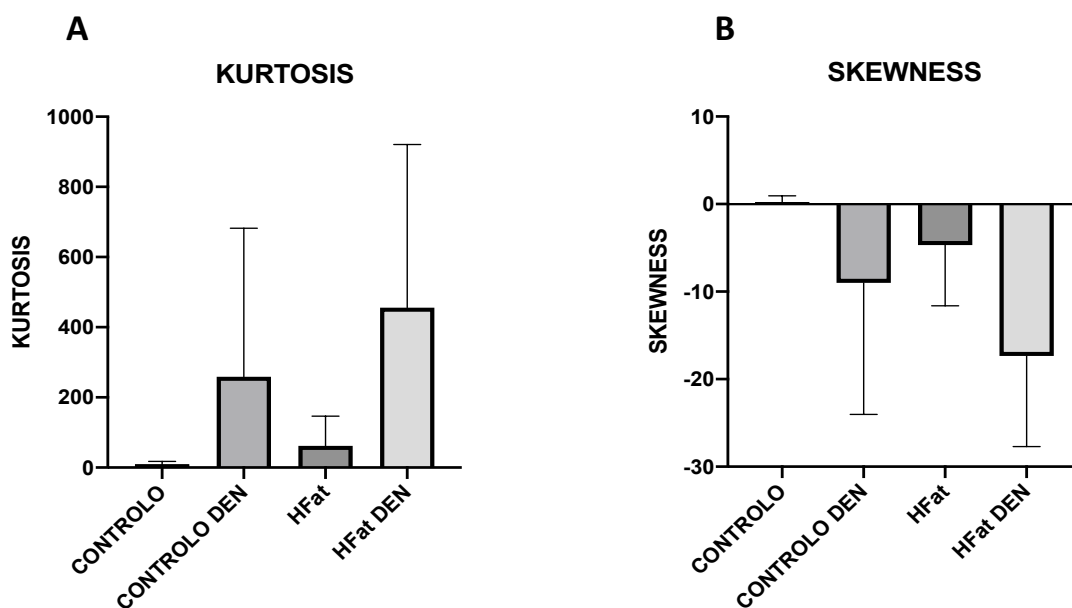 A
KURTOSIS
KURTOSIS
1000
800
600
400
200
0
CONTROLO
CONTROLO DEN
HFat
HFat DEN
B
SKEWNESS
SKEWNESS
10
0
-10
-20
-30
CONTROLO
CONTROLO DEN
HFat
HFat DEN